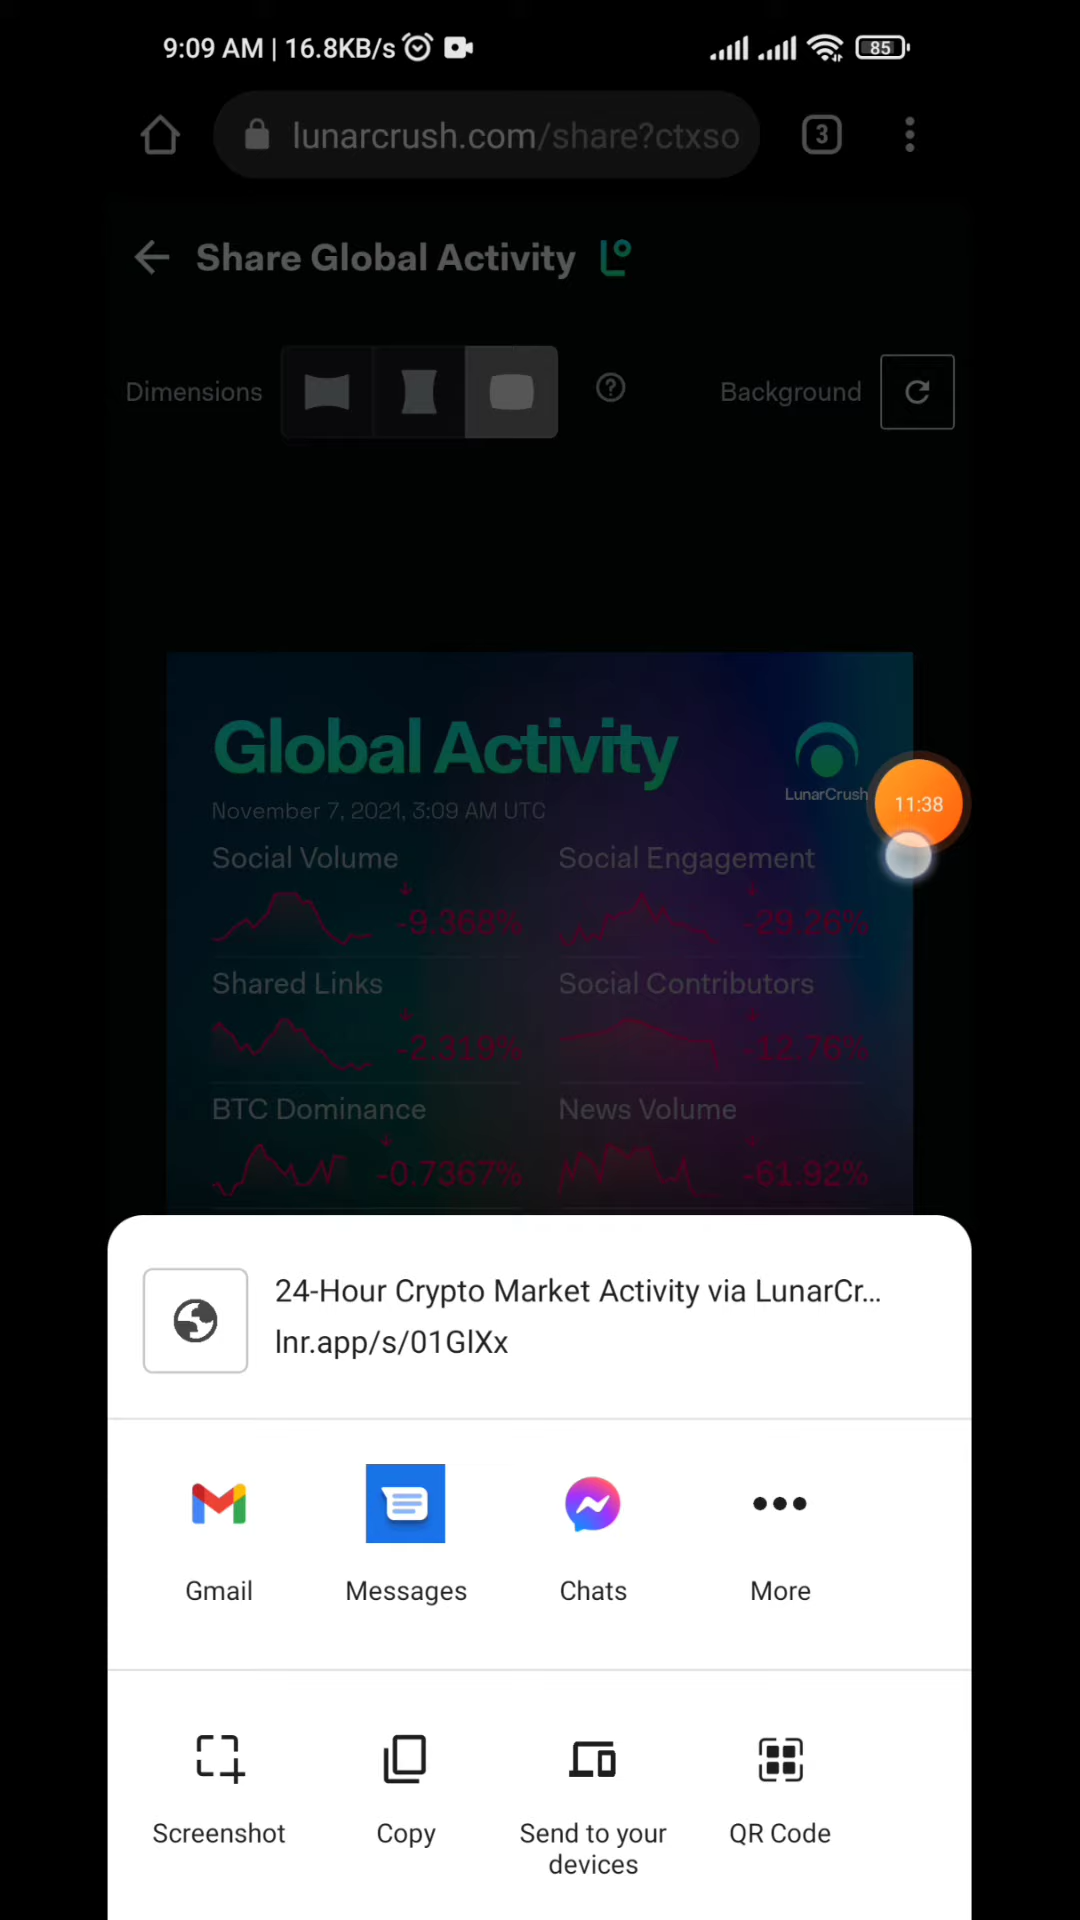 9:09 AM | 16.8KB/s
85
lunarcrush.com/share?ctxso
3
Share Global Activity
Dimensions
Background
Global Activity
LunarCrush
November 7, 2021, 3:09 AM UTC
11:38
Social Volume
Social Engagement
-9.368%
-29.26%
Shared Links
Social Contributors
-2.319%
-12.76%
BTC Dominance
News Volume
-0.7367%
-61.92%
24-Hour Crypto Market Activity via LunarCr...
lnr.app/s/01GlXx
Gmail
Messages
Chats
More
Screenshot
Copy
Send to your
devices
QR Code